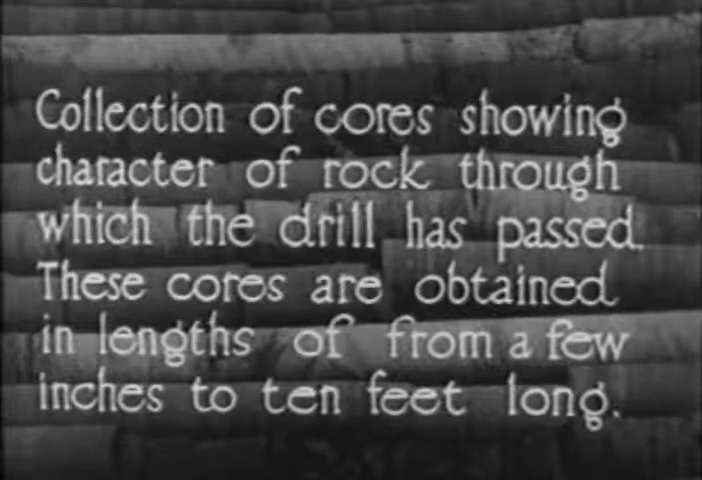 Collection of cores showing
character of rock through
which the drill has passed.
These cores are obtained
in lengths of from a few
inches to ten feet long.